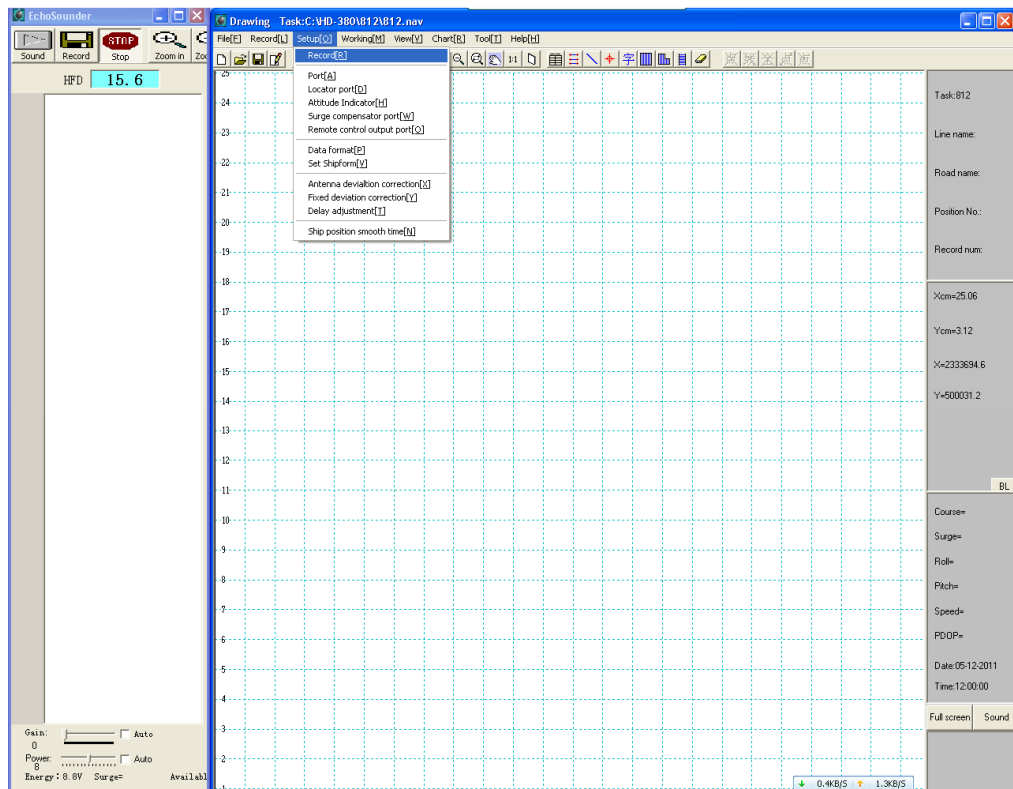 EchoSounder
Sound Record Stop Zoom in Zoo
STOP
HFD 15.6
Gain:
0
Auto
Power:
8
Auto
Energy:8.8V Surge= Availabl
Drawing Task:C:\HD-380\812\812.nav
File[F] Record[L] Setup[O] Working[M] View[V] Chart[R] Tool[T] Help[H]
1:1 字
Record[R]
Port[A]
Locator port[D]
Attitude Indicator[H]
Surge compensator port[W]
Remote control output port[O]
Data format[P]
Set Shipform[V]
Antenna devialtion correction[X]
Fixed deviation correction[Y]
Delay adjustment[T]
Ship position smooth time[N]
25
24
23
22
21
20
19
18
17
16
15
14
13
12
11
10
9
8
7
6
5
4
3
2
1
Task:812
Line name:
Road name:
Position No.:
Record num:
Xcm=25.06
Ycm=3.12
X=2333694.6
Y=500031.2
BL
Course=
Surge=
Roll=
Pitch=
Speed=
PDOP=
Date:05-12-2011
Time:12:00:00
Full screen Sound
0.4KB/S 1.3KB/S